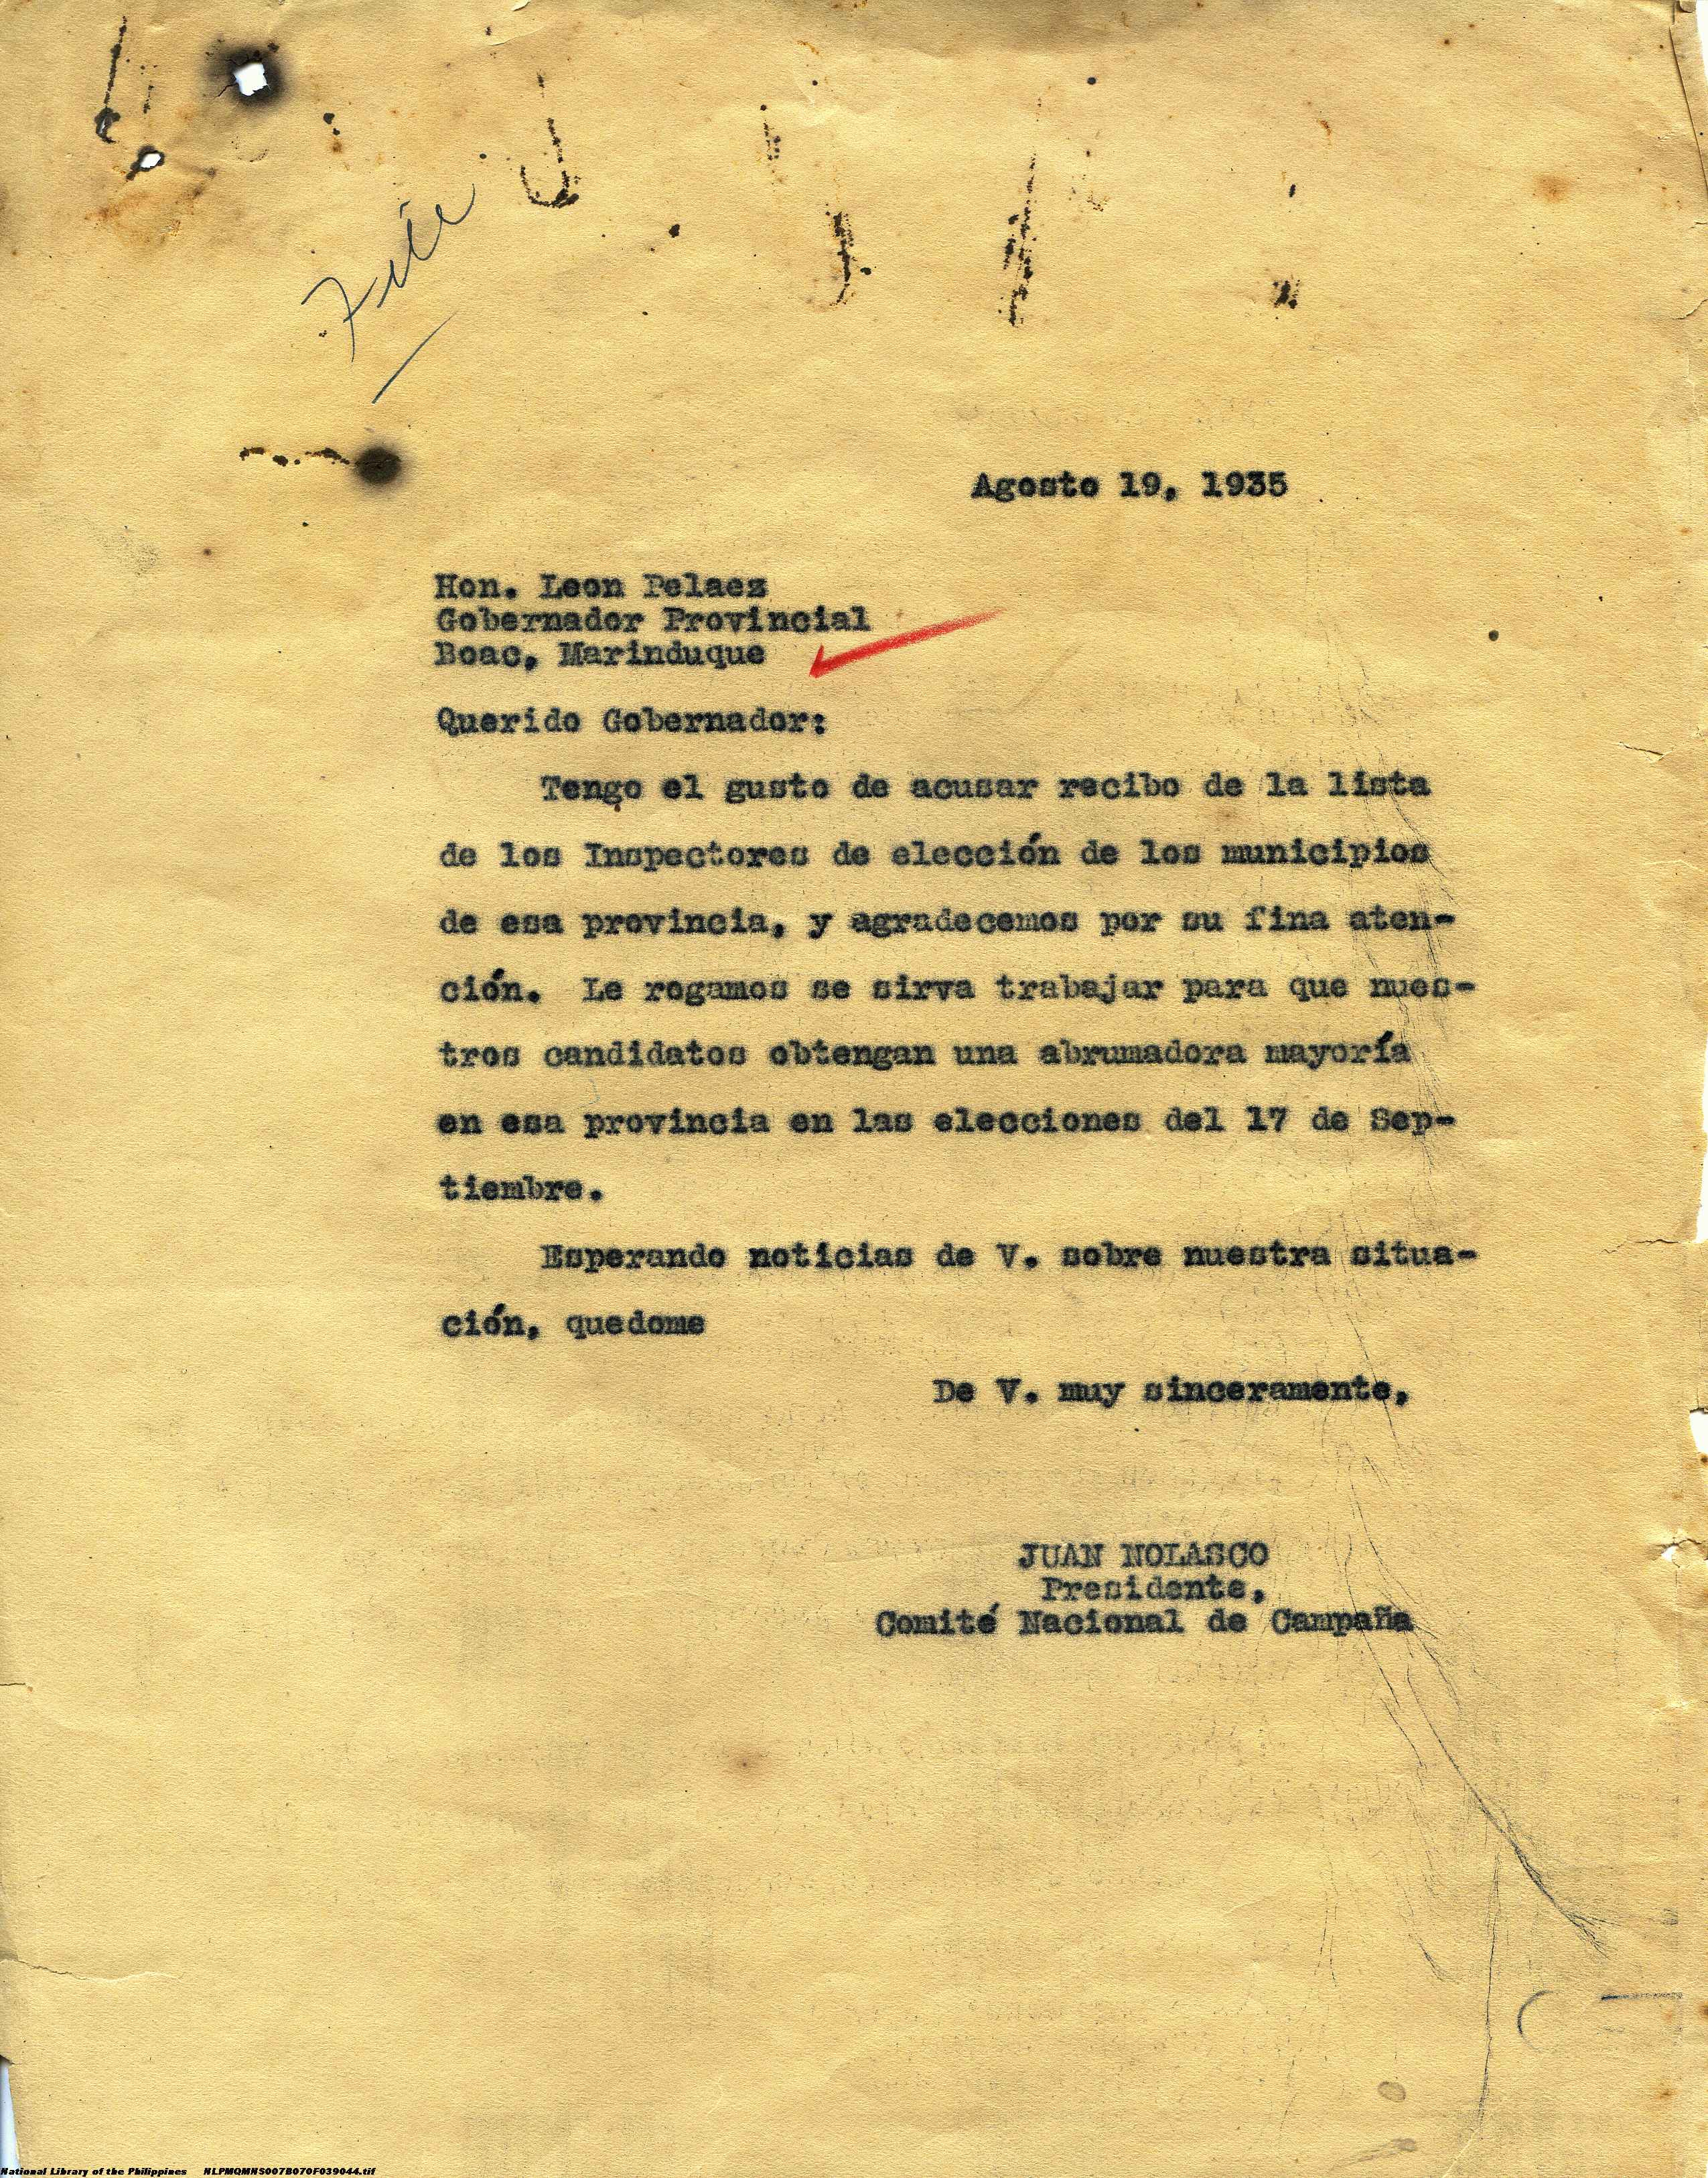 File
Agosto 19, 1935
Hon. Leon Pelaez
Gobernador Provincial
Boac, Marinduque
Querido Gobernador:
Tengo el gusto de acusar recibo de la lista
de los Inspectores de elección de los municipios
de esa provincia, y agradecemos por su fina aten-
ción. Le rogamos se sirva trabajar para que nues-
tros candidatos obtengan una abrumadora mayoría
en esa provincia en las elecciones del 17 de Sep-
tiembre.
Esperando noticias de V. sobre nuestra situa-
ción, quedome
De V. muy sinceramente,
JUAN NOLASCO
Presidente,
Comité Nacional de Campaña
National Library of the Philippines NLPMQMNS007B070F039044.tif